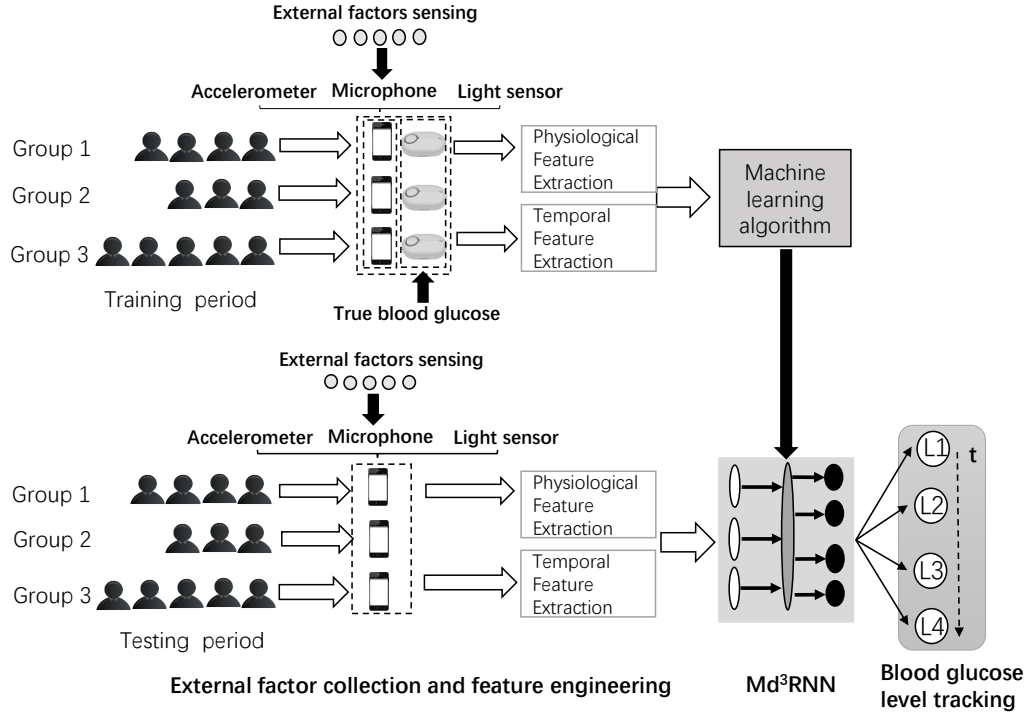 External factors sensing
Accelerometer Microphone Light sensor
Group 1
Group 2
Group 3
Training period
True blood glucose
Physiological
Feature
Extraction
Temporal
Feature
Extraction
Machine
learning
algorithm
External factors sensing
Accelerometer Microphone Light sensor
Group 1
Group 2
Group 3
Testing period
Physiological
Feature
Extraction
Temporal
Feature
Extraction
L1
t
L2
L3
L4
External factor collection and feature engineering
Md³RNN
Blood glucose
level tracking